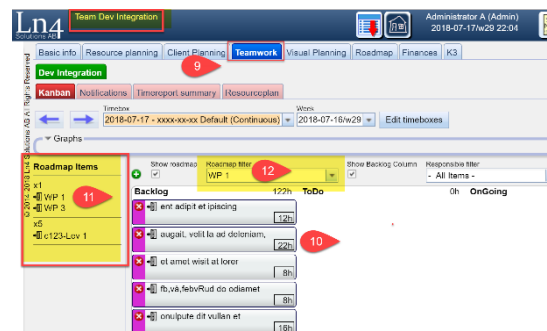 Ln4
Solutions AB
Team Dev Integration
Administrator A (Admin)
2018-07-17/w29 22:04
Basic info Resource planning Client Planning Teamwork Visual Planning Roadmap Finances K3
9
Dev Integration
Kanban Notifications Timereport summary Resourceplan
Timebox Week
2018-07-17 - xxxx-xx-xx Default (Continuous) 2018-07-16/w29 Edit timeboxes
Graphs
© 2014-2018 Ln4 Solutions AB All Rights Reserved
Roadmap Items
x1
WP 1
WP 3
11
x5
c123-Lev 1
Show roadmap Roadmap filter Show Backlog Column Responsible filter
WP 1 12 - All Items -
Backlog 122h ToDo 0h OnGoing
ent adipit et ipiscing
12h
augait, velit la ad deleniam,
22h
10
et amet wisit at lorer
8h
fb,vå,febvRud do odiamet
8h
onulpute dit vullan et
16h